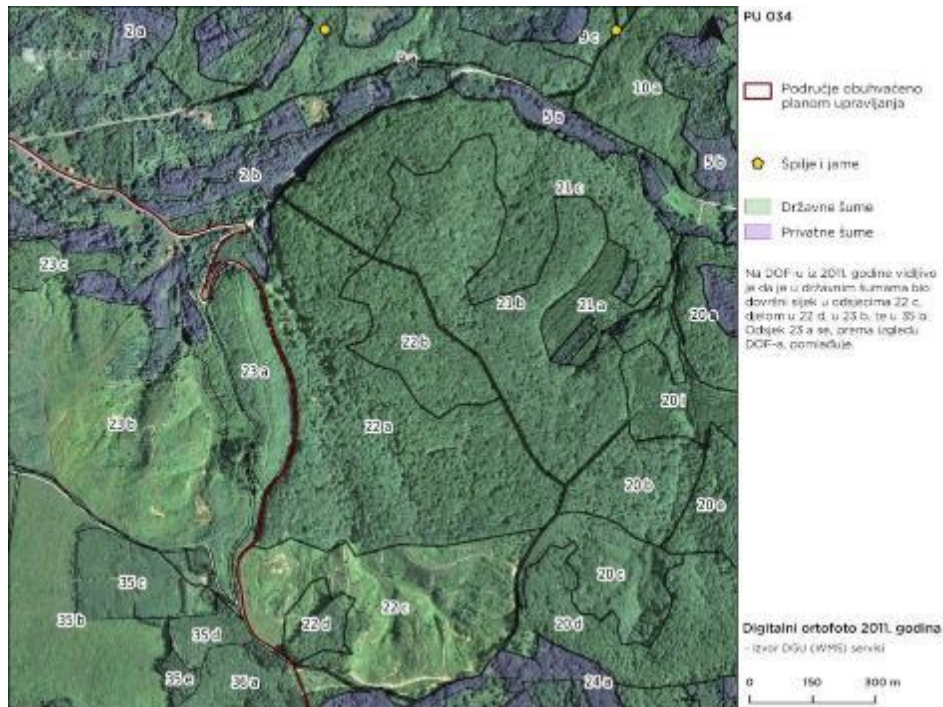 PU 034
Područje obuhvaćeno
planom upravljanja
Špilje i jame
Državne šume
Privatne šume
Na DOF-u iz 2011. godine vidljivo
je da je u državnim šumama bio
dovršni sijek u odsjecima 22 c,
djelom u 22 d, u 23 b, te u 35 b.
Odsjek 23 a se, prema izgledu
DOF-a, pomlađuje.
Digitalni ortofoto 2011. godina
- izvor DGU (WMS) servisi
0 150 300 m
2 a
9 c
10 a
5 a
5 b
2 b
21 c
23 c
21 b
21 a
20 a
22 b
23 a
20 i
23 b
22 a
20 b
20 e
35 c
20 c
35 b
22 c
22 d
35 d
20 d
35 e
36 a
24 a